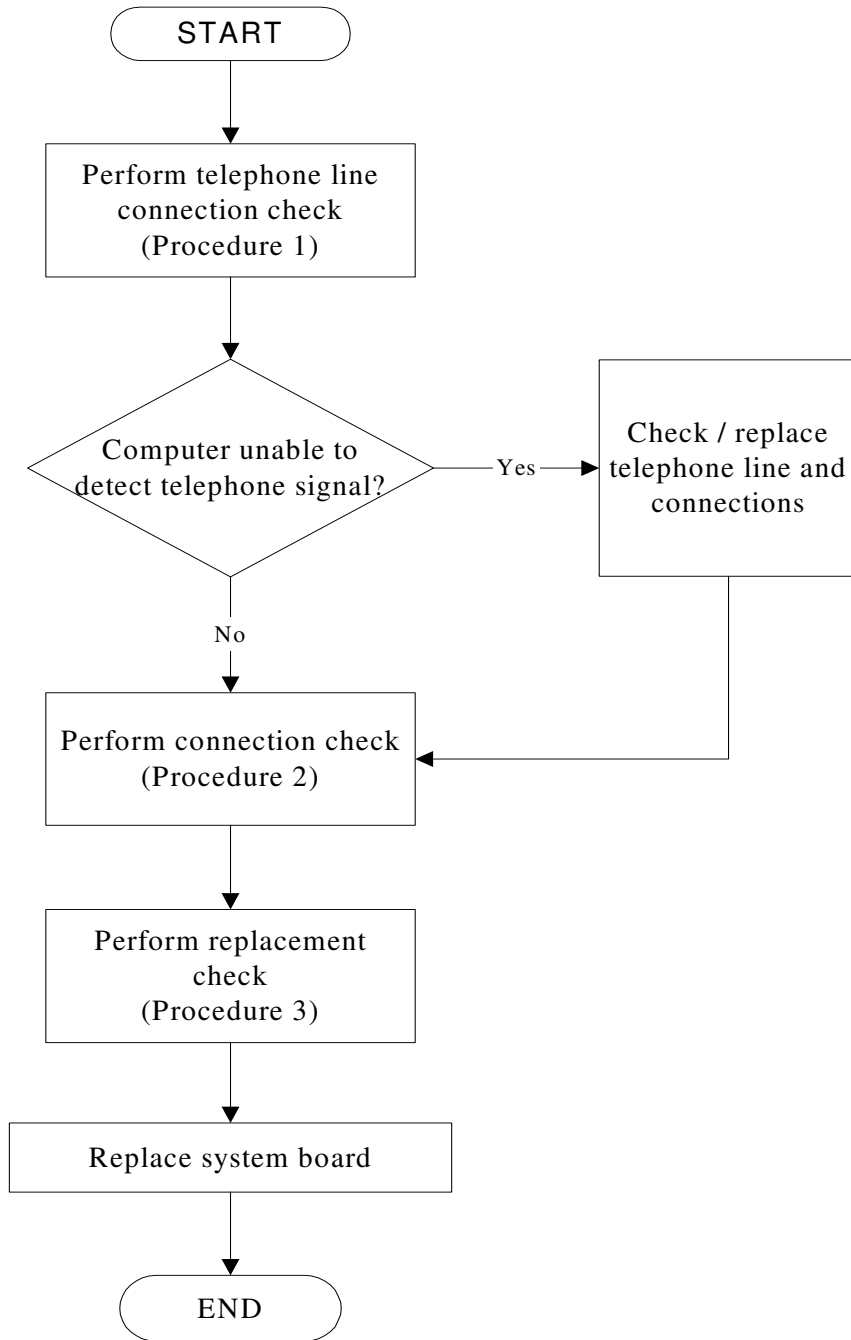 START
Perform telephone line
connection check
(Procedure 1)
Computer unable to
detect telephone signal?
Yes
Check / replace
telephone line and
connections
No
Perform connection check
(Procedure 2)
Perform replacement
check
(Procedure 3)
Replace system board
END